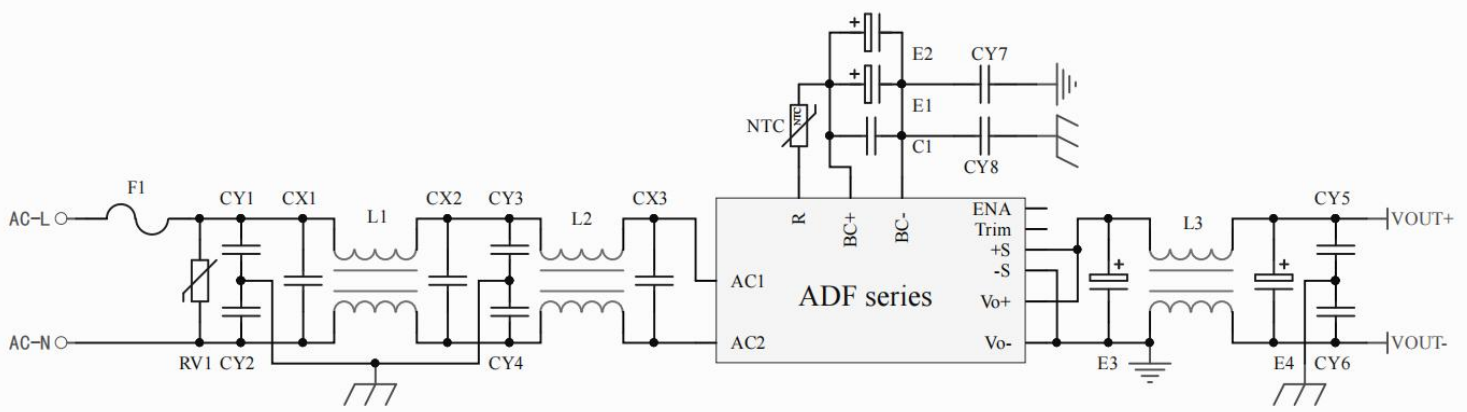 E2
CY7
E1
NTC
NTC
C1
CY8
F1
CY1
CX1
L1
CX2
CY3
L2
CX3
CY5
AC-L
R
BC+
BC-
ENA
Trim
+S
-S
L3
VOUT+
AC1
ADF series
Vo+
AC-N
AC2
Vo-
VOUT-
RV1
CY2
CY4
E3
E4
CY6